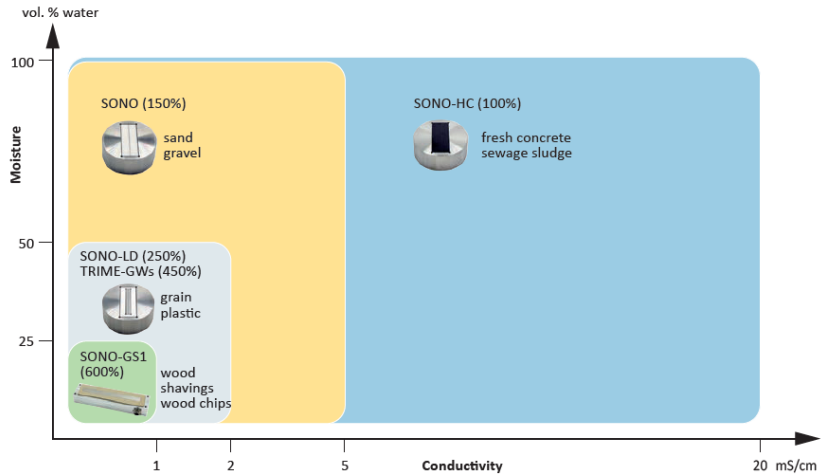 vol. % water
100
Moisture
SONO (150%)
sand
gravel
SONO-HC (100%)
fresh concrete
sewage sludge
50
SONO-LD (250%)
TRIME-GWs (450%)
grain
plastic
25
SONO-GS1
(600%)
wood
shavings
wood chips
1
2
5
Conductivity
20
mS/cm